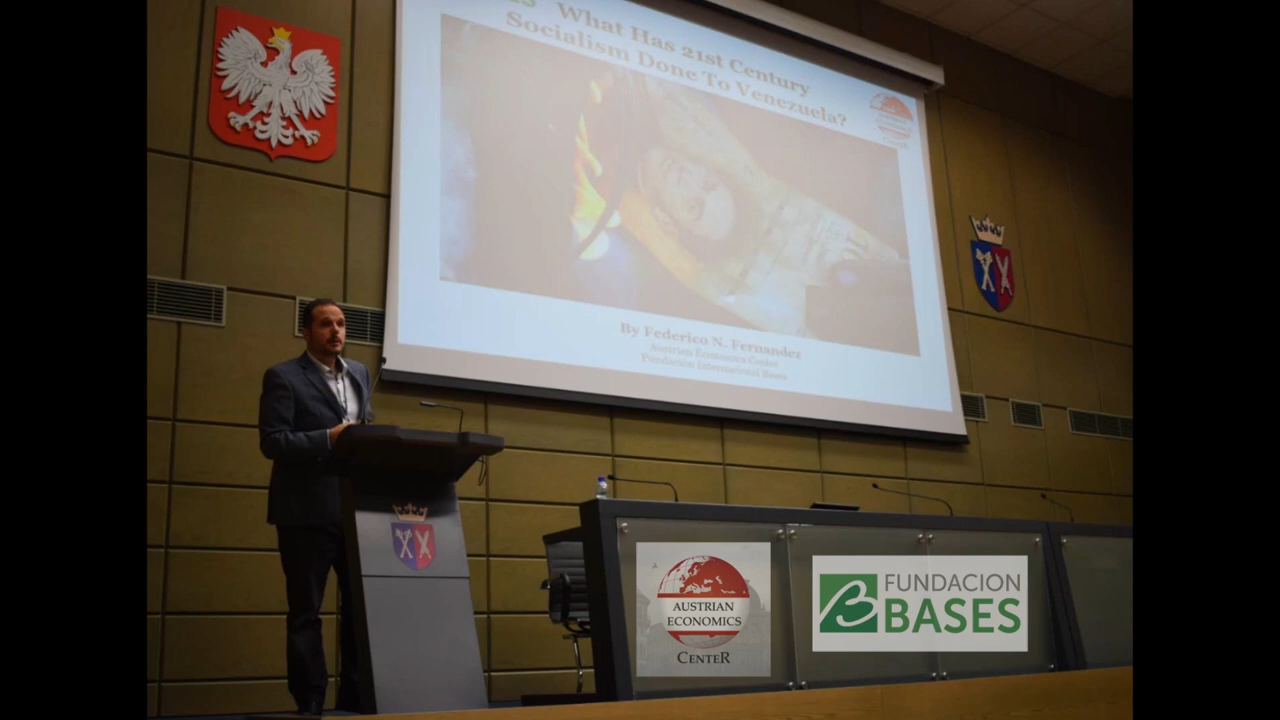 What Has 21st Century
Socialism Done To Venezuela?
By Federico N. Fernandez
Austrian Economics Center
Fundación Internacional Bases
AUSTRIAN
ECONOMICS
CENTER
FUNDACION
BASES